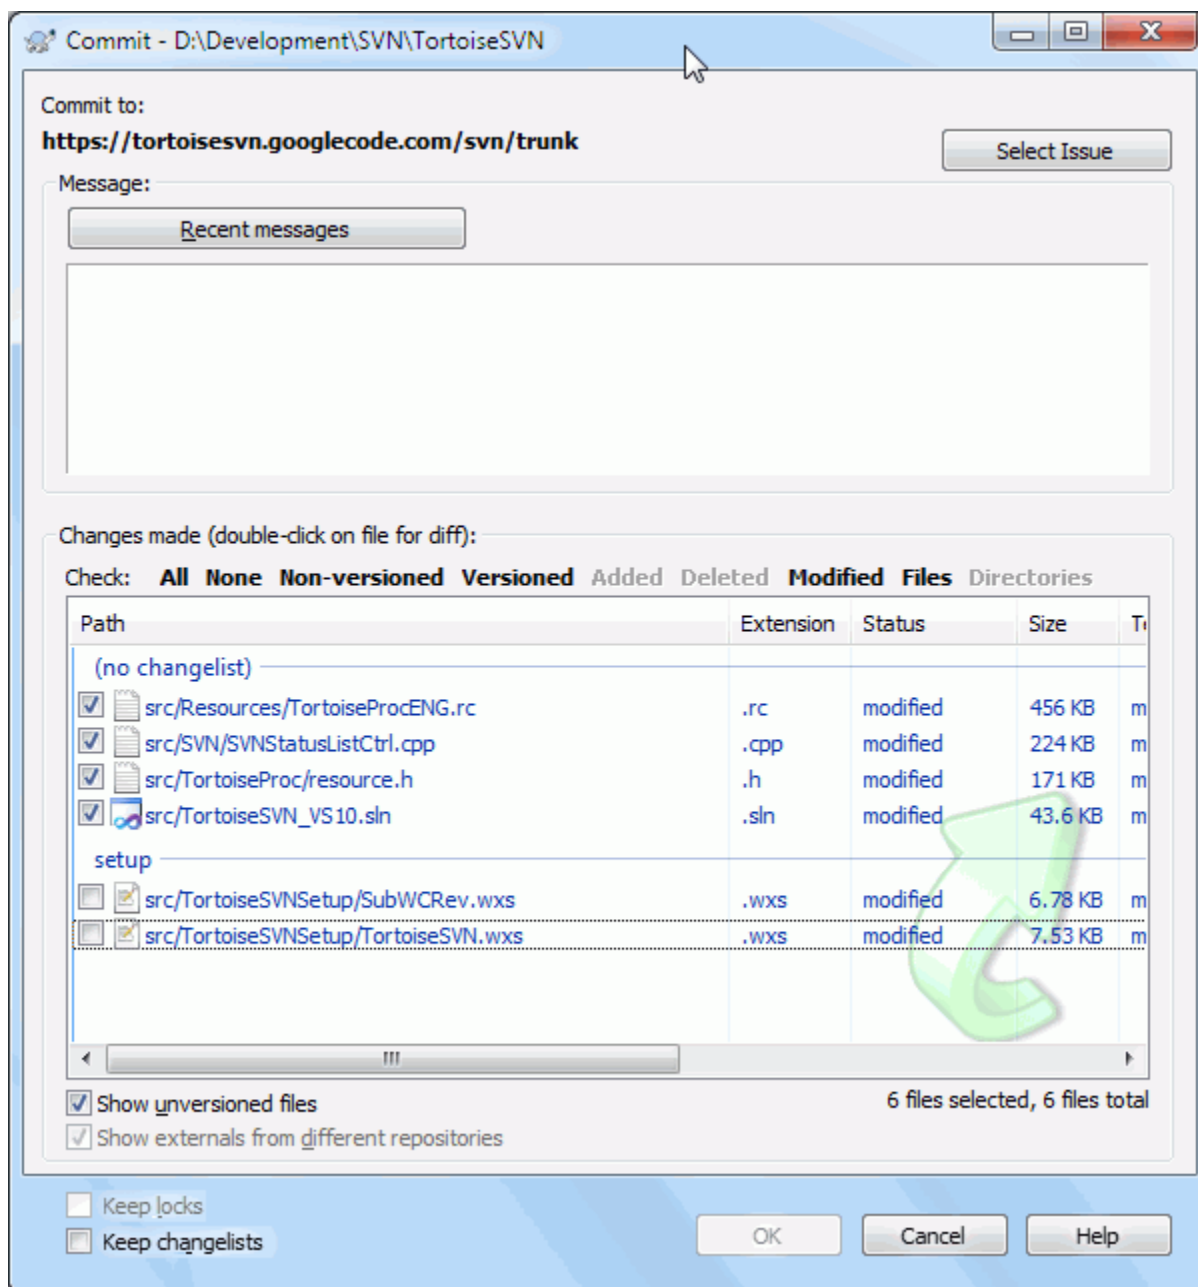 Commit - D:\Development\SVN\TortoiseSVN
Commit to:
https://tortoisesvn.googlecode.com/svn/trunk
Select Issue
Message:
Recent messages
Changes made (double-click on file for diff):
Check: All None Non-versioned Versioned Added Deleted Modified Files Directories
Path Extension Status Size
(no changelist)
src/Resources/TortoiseProcENG.rc .rc modified 456 KB m
src/SVN/SVNStatusListCtrl.cpp .cpp modified 224 KB m
src/TortoiseProc/resource.h .h modified 171 KB m
src/TortoiseSVN_VS10.sln .sln modified 43.6 KB m
setup
src/TortoiseSVNSetup/SubWCRev.wxs .wxs modified 6.78 KB m
src/TortoiseSVNSetup/TortoiseSVN.wxs .wxs modified 7.53 KB m
Show unversioned files
6 files selected, 6 files total
Show externals from different repositories
Keep locks
Keep changelists
OK Cancel Help